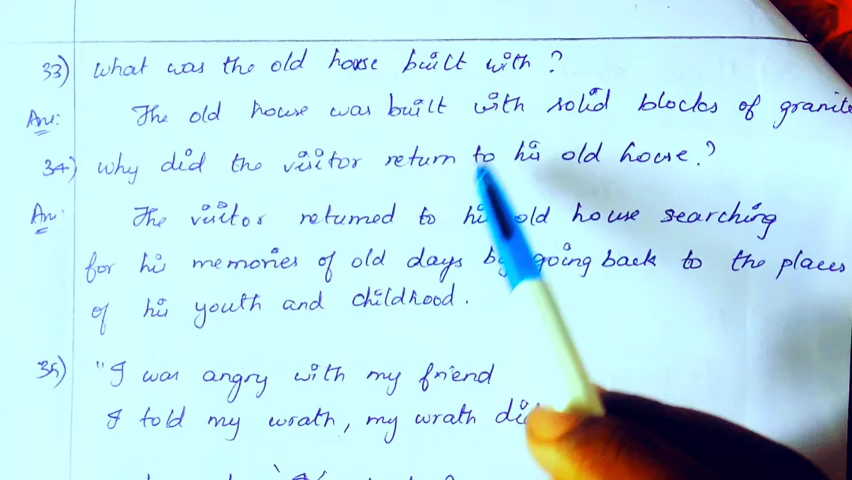 33) What was the old house built with?
Ans: The old house was built with solid blocks of granite
34) Why did the visitor return to his old house?
An: The visitor returned to his old house searching
for his memories of old days by going back to the places
of his youth and childhood.
35) "I was angry with my friend
I told my wrath, my wrath did